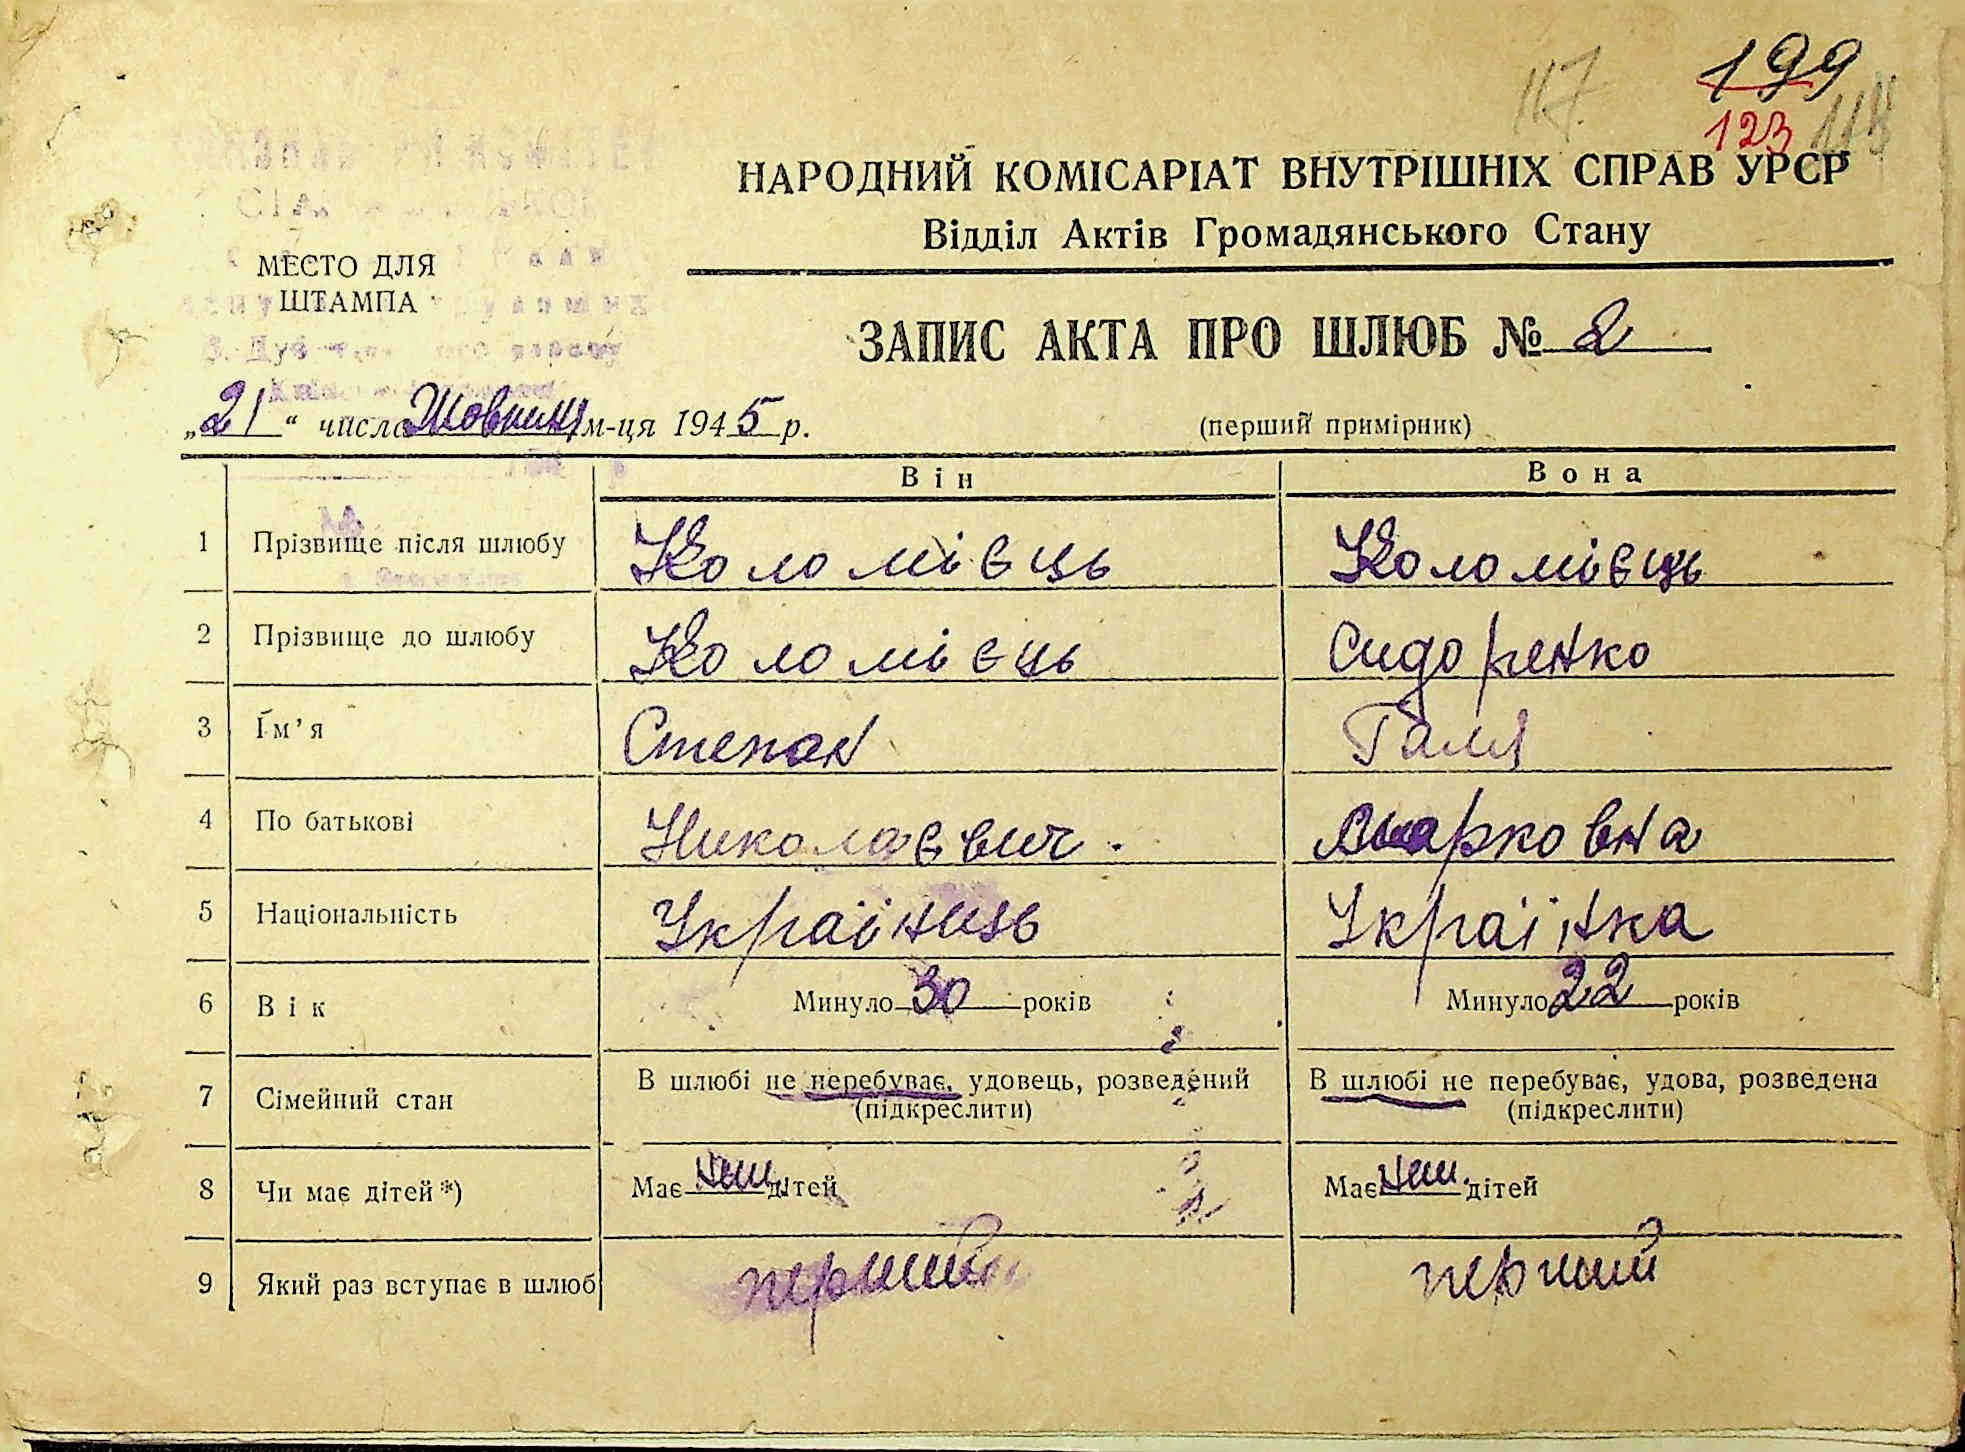 117.
199
123 118
НАРОДНИЙ КОМІСАРІАТ ВНУТРІШНІХ СПРАВ УРСР
Відділ Актів Громадянського Стану
МЕСТО ДЛЯ
ШТАМПА
ЗАПИС АКТА ПРО ШЛЮБ № 2
„21“ числа Жовтня м-ця 1945 р.
(перший примірник)
Він Вона
1 Прізвище після шлюбу Коломієць Коломієць
2 Прізвище до шлюбу Коломієць Сидоренко
3 Ім'я Степан Галя
4 По батькові Николаєвич. Марковна
5 Національність Українець Українка
6 Вік Минуло 30 років Минуло 22 років
7 Сімейний стан В шлюбі не перебуває, удовець, розведений В шлюбі не перебуває, удова, розведена
(підкреслити) (підкреслити)
8 Чи має дітей*) Має дітей Має дітей
9 Який раз вступає в шлюб перший перший